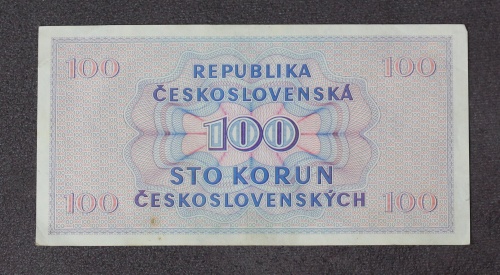 100 100
REPUBLIKA
ČESKOSLOVENSKÁ
100
STO KORUN
ČESKOSLOVENSKÝCH
100 100